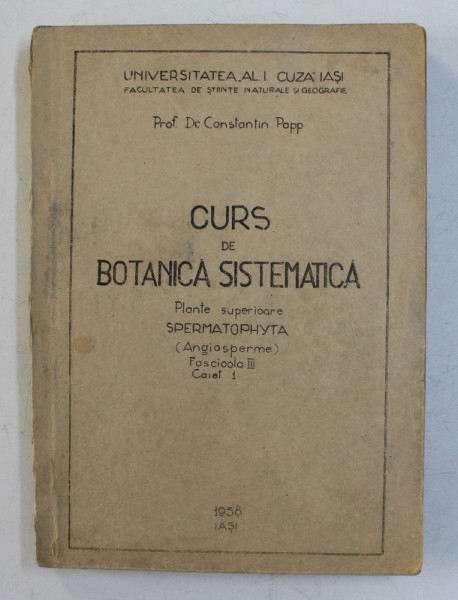 UNIVERSITATEA „AL. I. CUZA" IAȘI
FACULTATEA DE ȘTIINȚE NATURALE ȘI GEOGRAFIE
Prof. Dr. Constantin Papp
CURS
DE
BOTANICĂ SISTEMATICĂ
Plante superioare
SPERMATOPHYTA
(Angiosperme)
Fascicola III
Caiet 1
1958
IAȘI